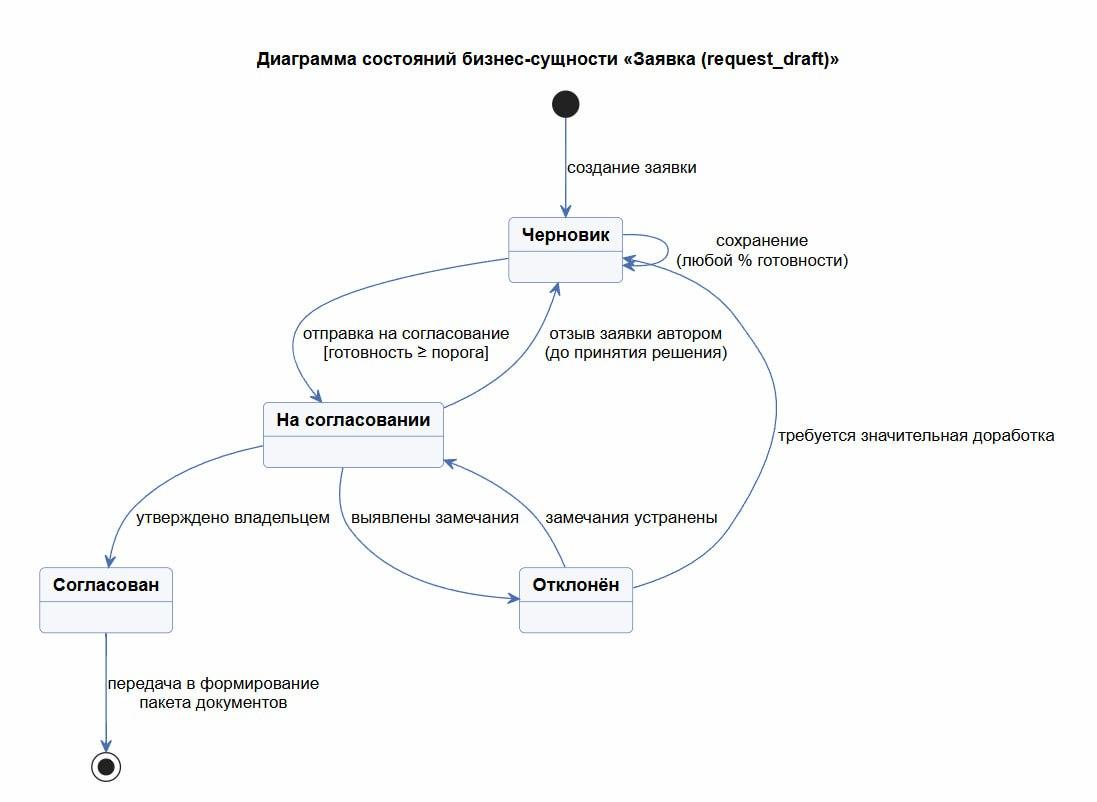 Диаграмма состояний бизнес-сущности «Заявка (request_draft)»
создание заявки
Черновик
сохранение
(любой % готовности)
отправка на согласование
[готовность ≥ порога]
отзыв заявки автором
(до принятия решения)
На согласовании
требуется значительная доработка
утверждено владельцем
выявлены замечания
замечания устранены
Согласован
Отклонён
передача в формирование
пакета документов